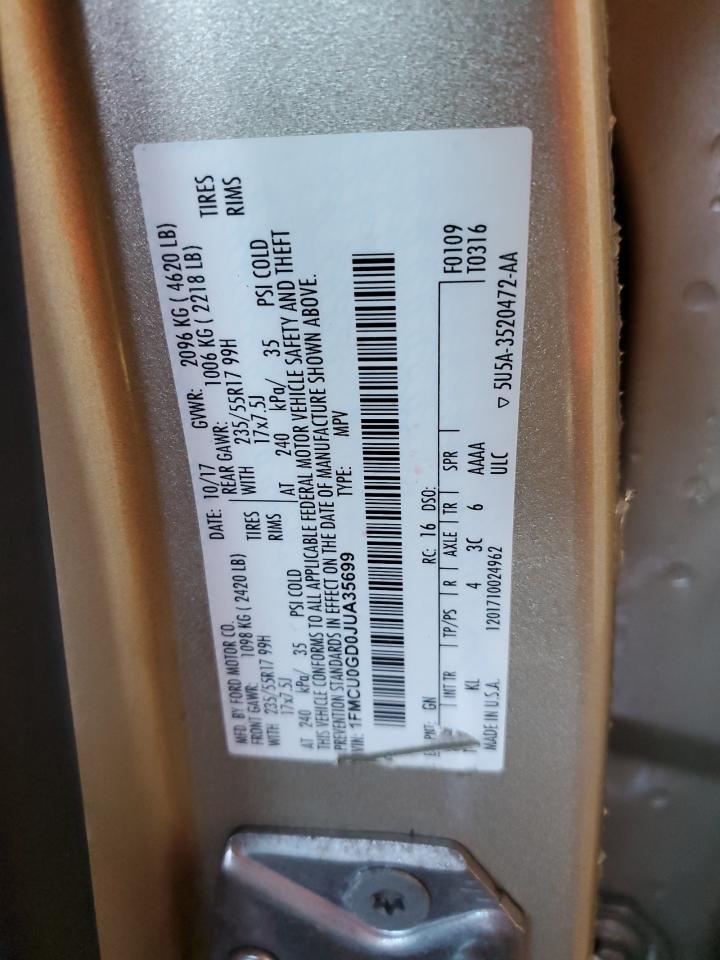 MFD. BY FORD MOTOR CO. DATE: 10/17 GVWR: 2096 KG ( 4620 LB)
FRONT GAWR: 1098 KG ( 2420 LB) REAR GAWR: 1006 KG ( 2218 LB)
WITH 235/55R17 99H TIRES WITH 235/55R17 99H TIRES
17x7.5J RIMS 17x7.5J RIMS
AT 240 kPa/ 35 PSI COLD AT 240 kPa/ 35 PSI COLD
THIS VEHICLE CONFORMS TO ALL APPLICABLE FEDERAL MOTOR VEHICLE SAFETY AND THEFT
PREVENTION STANDARDS IN EFFECT ON THE DATE OF MANUFACTURE SHOWN ABOVE.
VIN: 1FMCU0GD0JUA35699 TYPE: MPV
PNT: GN RC: 16 DSO: F0109
INT TR TP/PS R AXLE TR SPR T0316
KL 4 3C 6 AAAA
ULC
MADE IN U.S.A. 1201710024962 ▽ 5U5A-3520472-AA